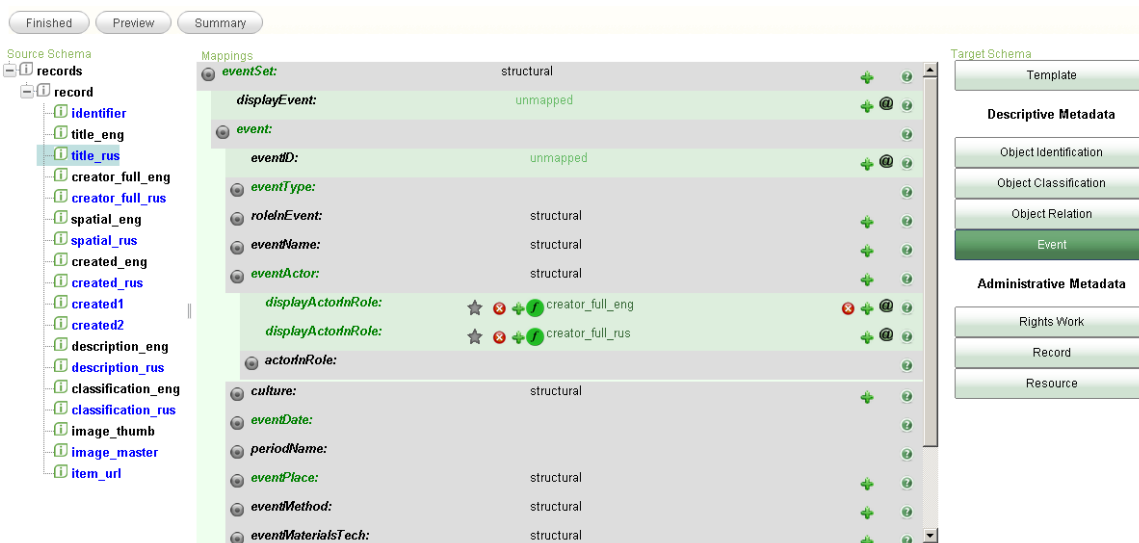 Finished Preview Summary
Source Schema
records
record
identifier
title_eng
title_rus
creator_full_eng
creator_full_rus
spatial_eng
spatial_rus
created_eng
created_rus
created1
created2
description_eng
description_rus
classification_eng
classification_rus
image_thumb
image_master
item_url
Mappings
eventSet: structural
displayEvent: unmapped @
event:
eventID: unmapped @
eventType:
roleInEvent: structural
eventName: structural
eventActor: structural
displayActorInRole: f creator_full_eng @
displayActorInRole: f creator_full_rus @
actorInRole:
culture: structural
eventDate:
periodName:
eventPlace: structural
eventMethod: structural
eventMaterialsTech: structural
Target Schema
Template
Descriptive Metadata
Object Identification
Object Classification
Object Relation
Event
Administrative Metadata
Rights Work
Record
Resource